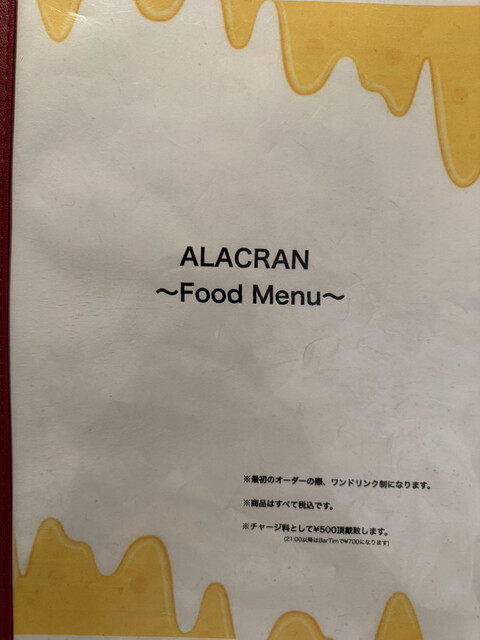 ALACRAN
〜Food Menu〜
※最初のオーダーの際、ワンドリンク制になります。
※商品はすべて税込です。
※チャージ料として¥500頂戴致します。
(21:00以降はBarTimで¥700になります)